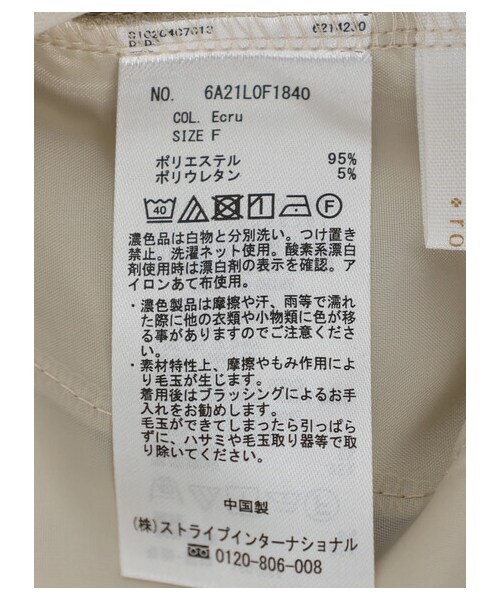 NO. 6A21L0F1840
COL. Ecru
SIZE F
ポリエステル 95%
ポリウレタン 5%
40 F
濃色品は白物と分別洗い。つけ置き
禁止。洗濯ネット使用。酸素系漂白
剤使用時は漂白剤の表示を確認。ア
イロンあて布使用。
・濃色製品は摩擦や汗、雨等で濡れ
た際に他の衣類や小物類に色が移
る事がありますのでご注意くださ
い。
・素材特性上、摩擦やもみ作用によ
り毛玉が生じます。
着用後はブラッシングによるお手
入れをお勧めします。
毛玉ができてしまったら引っぱら
ずに、ハサミや毛玉取り器等で取
り除いてください。
中国製
(株)ストライプインターナショナル
0120-806-008
ro